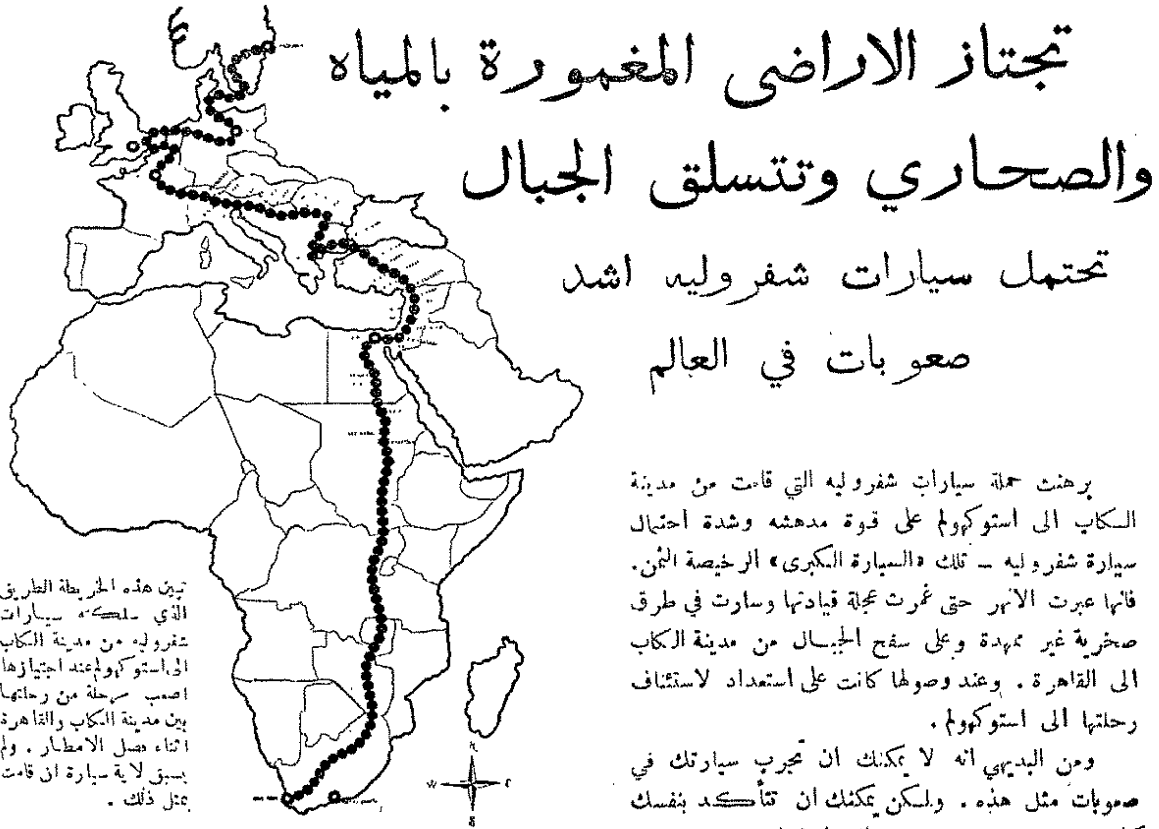 تجتاز الاراضى المغمورة بالمياه
والصحاري وتتسلق الجبال
تحتمل سيارات شفروليه اشد
صعوبات في العالم
برهنت حملة سيارات شفروليه التي قامت من مدينة
الكاب الى استوكهولم على قوة مدهشه وشدة احتمال
سيارة شفروليه – تلك «السيارة الكبرى» الرخيصة الثمن.
فانها عبرت الانهر حتى غمرت عجلة قيادتها وسارت في طرق
صخرية غير ممهدة وعلى سفح الجبال من مدينة الكاب
الى القاهرة . وعند وصولها كانت على استعداد لاستئناف
رحلتها الى استوكهولم .
ومن البديهي انه لا يمكنك ان تجرب سيارتك في
صعوبات مثل هذه . ولكن يمكنك ان تتأكد بنفسك
تبين هذه الخريطة الطريق
الذي سلكته سيارات
شفروليه من مدينة الكاب
الى استوكهولم عند اجتيازها
اصعب مرحلة من رحلتها
بين مدينة الكاب والقاهرة
اثناء فصل الامطار . ولم
يسبق لاية سيارة ان قامت
بمثل ذلك .
N
W E
S